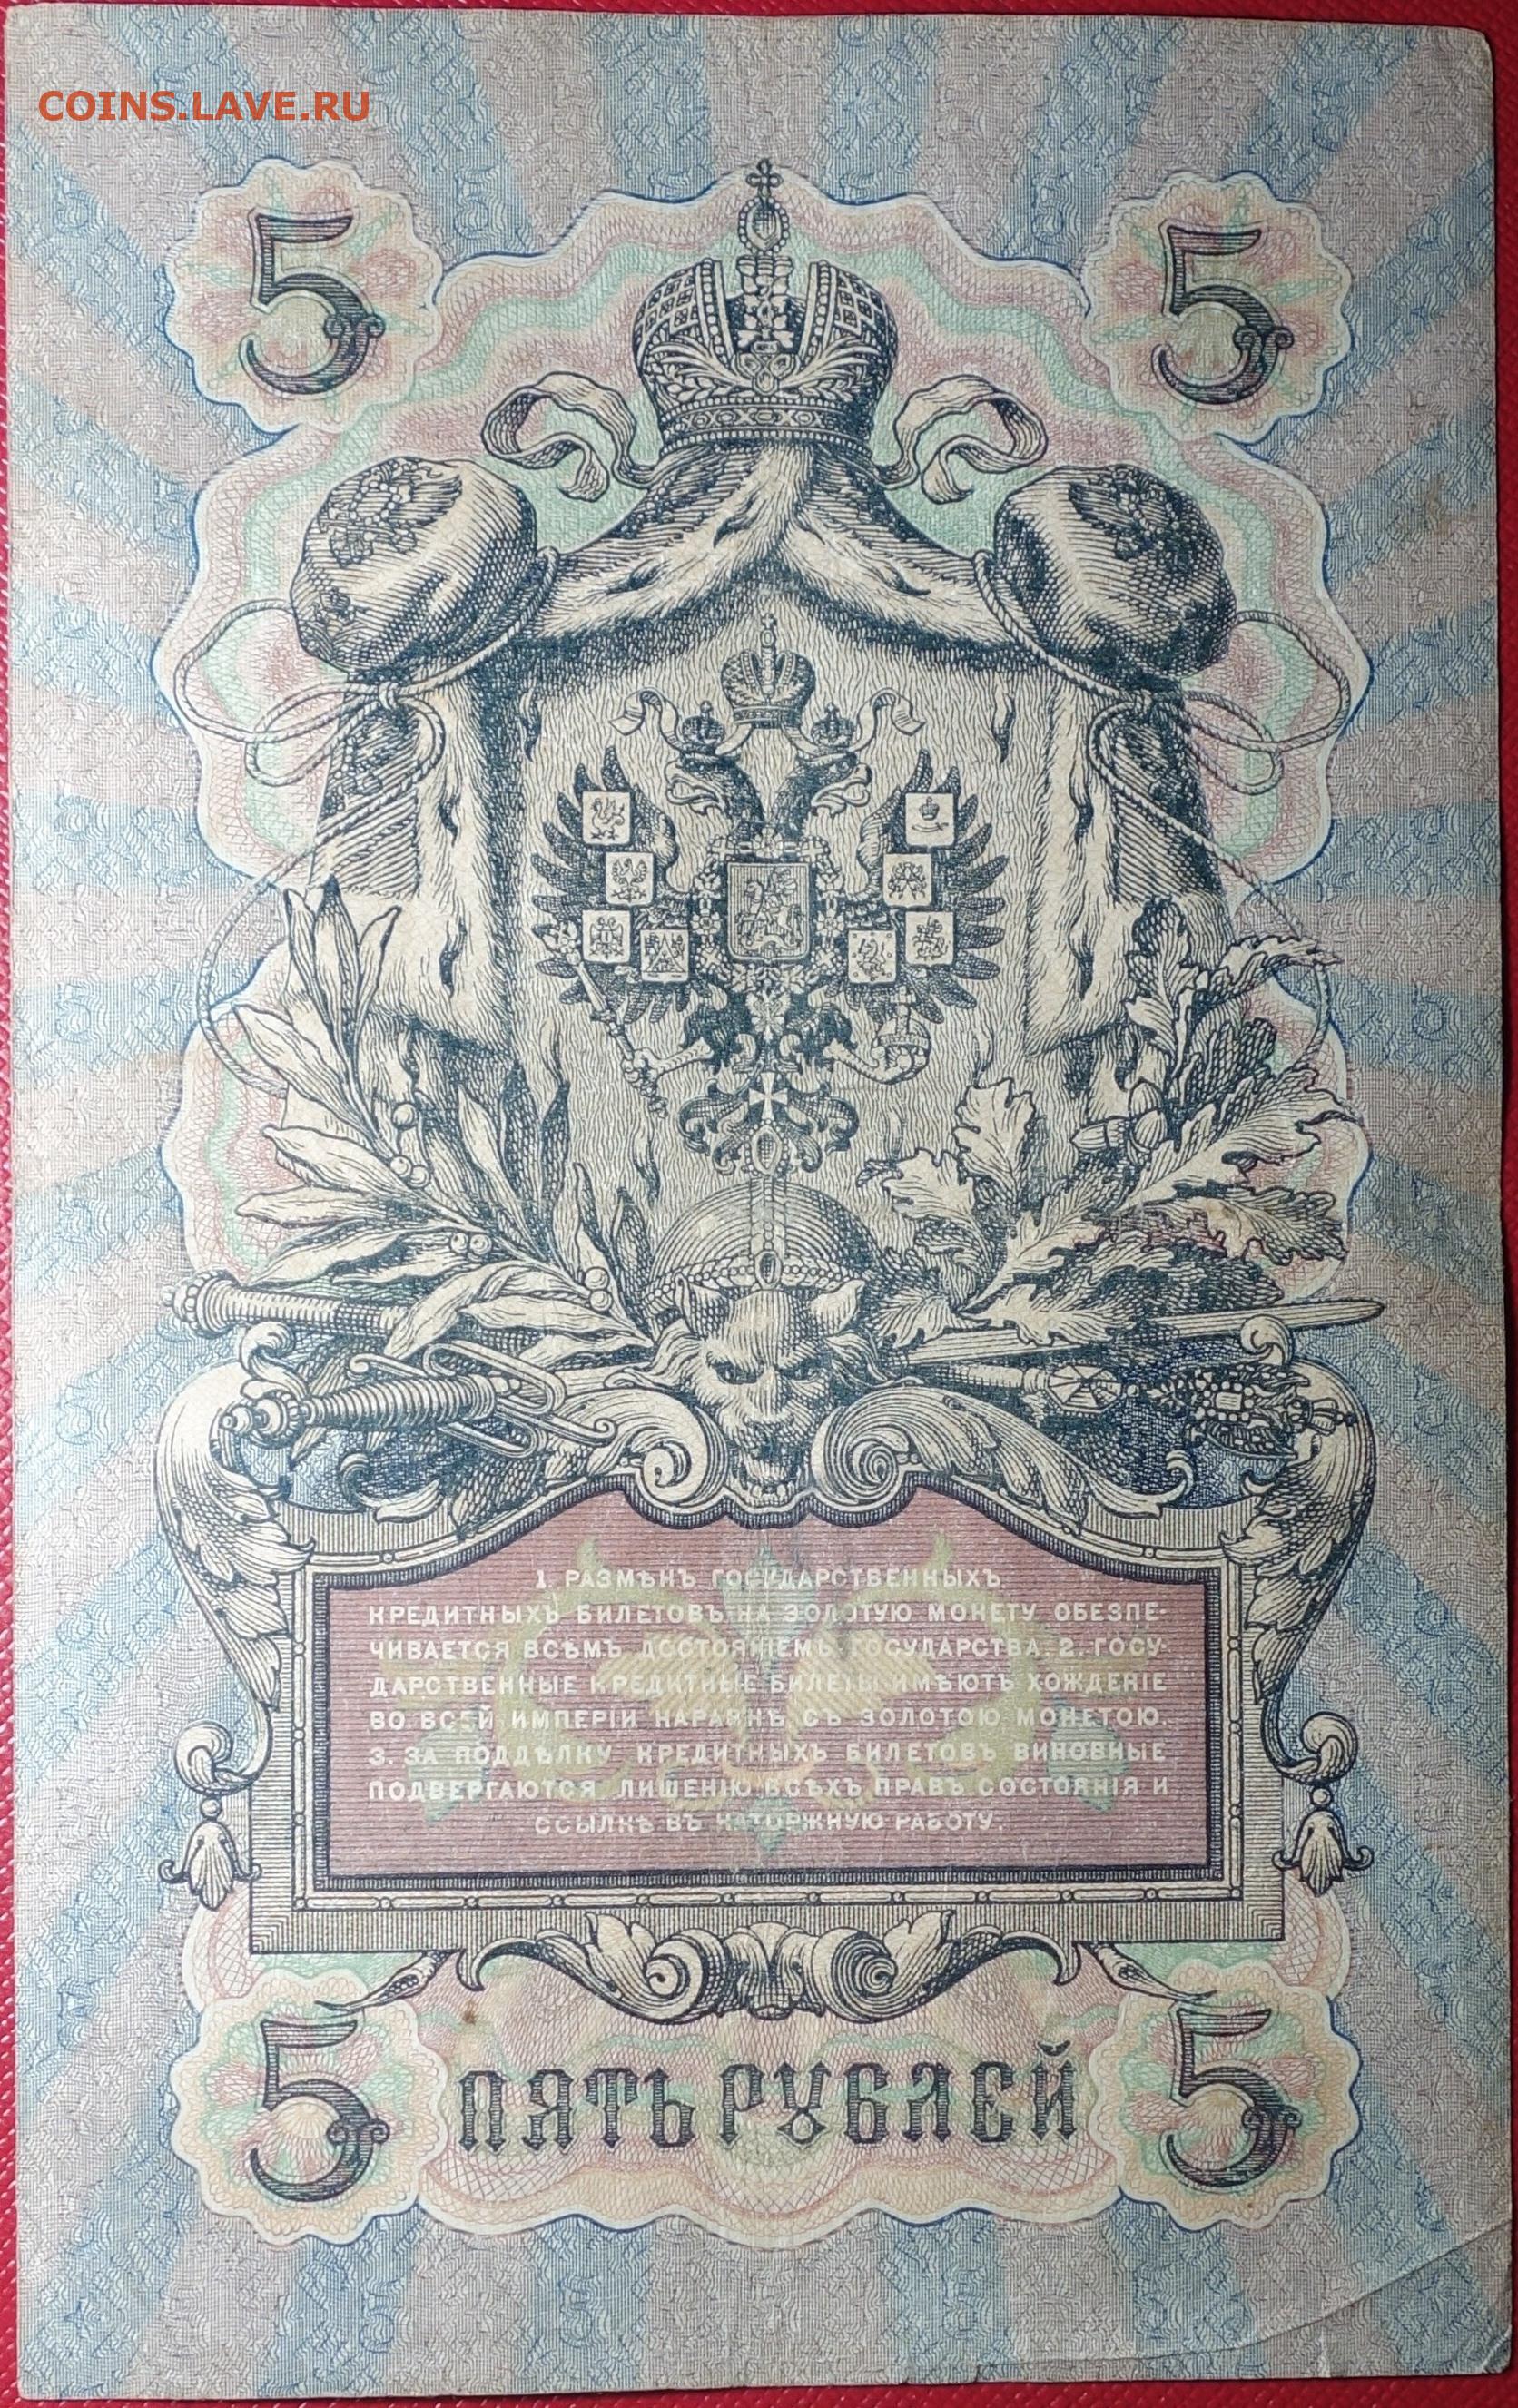 COINS.LAVE.RU
5 5
1. РАЗМѢНЪ ГОСУДАРСТВЕННЫХЪ
КРЕДИТНЫХЪ БИЛЕТОВЪ НА ЗОЛОТУЮ МОНЕТУ ОБЕЗПЕ-
ЧИВАЕТСЯ ВСѢМЪ ДОСТОЯНІЕМЪ ГОСУДАРСТВА. 2. ГОСУ-
ДАРСТВЕННЫЕ КРЕДИТНЫЕ БИЛЕТЫ ИМѢЮТЪ ХОЖДЕНІЕ
ВО ВСЕЙ ИМПЕРІИ НАРАВНѢ СЪ ЗОЛОТОЮ МОНЕТОЮ.
3. ЗА ПОДДѢЛКУ КРЕДИТНЫХЪ БИЛЕТОВЪ ВИНОВНЫЕ
ПОДВЕРГАЮТСЯ ЛИШЕНІЮ ВСѢХЪ ПРАВЪ СОСТОЯНІЯ И
ССЫЛКѢ ВЪ КАТОРЖНУЮ РАБОТУ.
5 ПЯТЬ РУБЛЕЙ 5